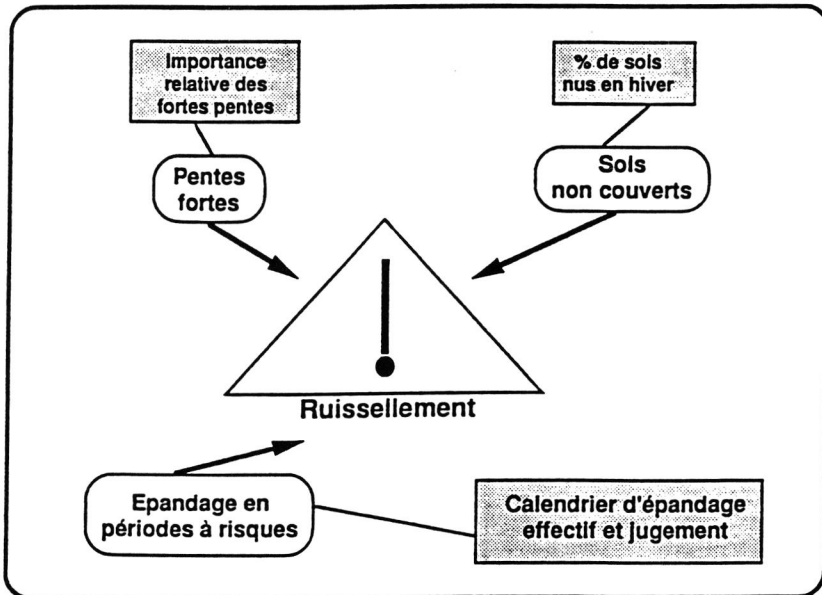 Importance
relative des
fortes pentes
% de sols
nus en hiver
Pentes
fortes
Sols
non couverts
Ruissellement
Epandage en
périodes à risques
Calendrier d'épandage
effectif et jugement